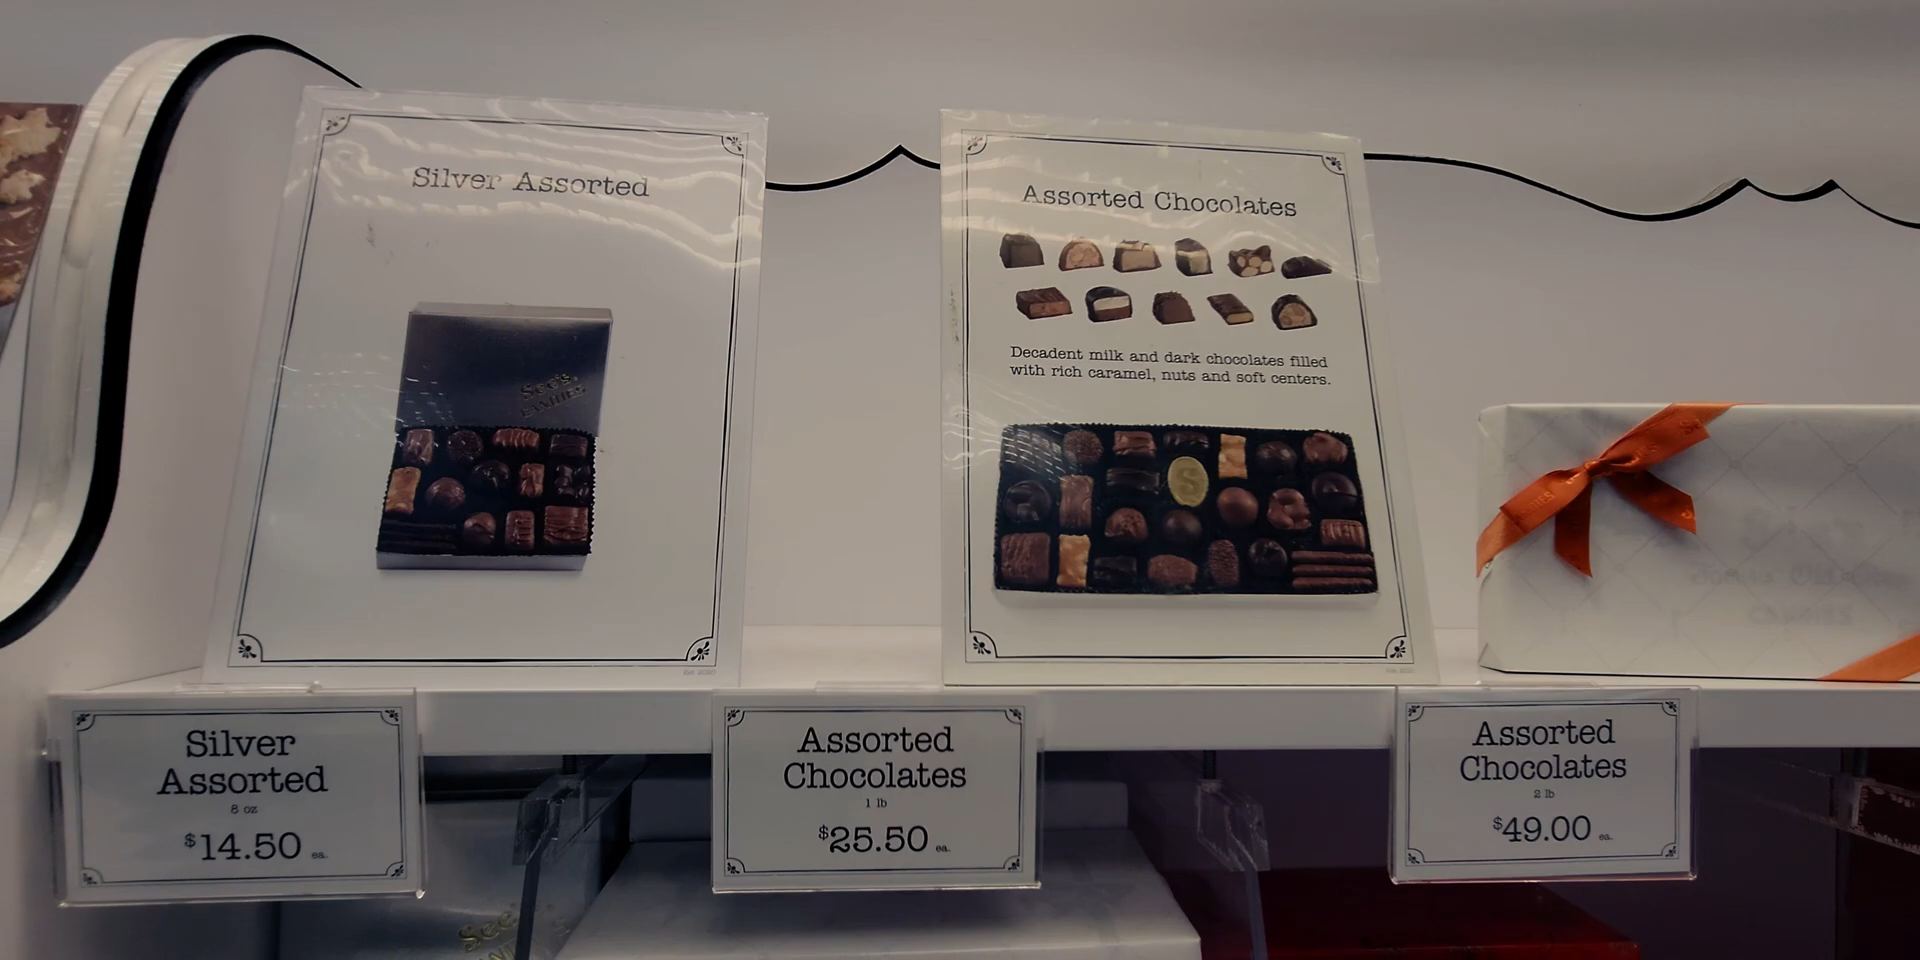 Silver Assorted
See's
CANDIES
Assorted Chocolates
Decadent milk and dark chocolates filled
with rich caramel, nuts and soft centers.
S
Silver
Assorted
8 oz
$14.50 ea.
Assorted
Chocolates
1 lb
$25.50 ea.
Assorted
Chocolates
2 lb
$49.00 ea.
See's